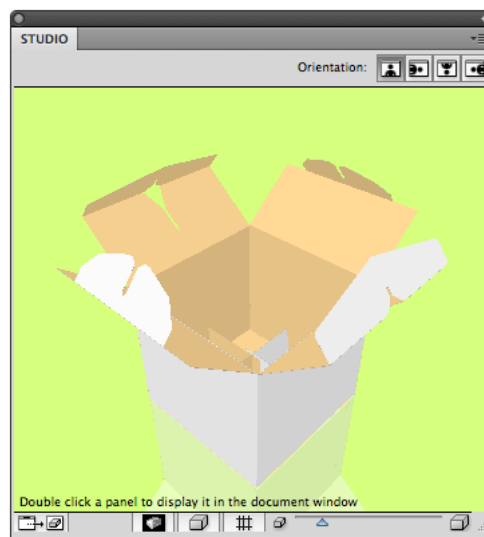 STUDIO
Orientation:
Double click a panel to display it in the document window